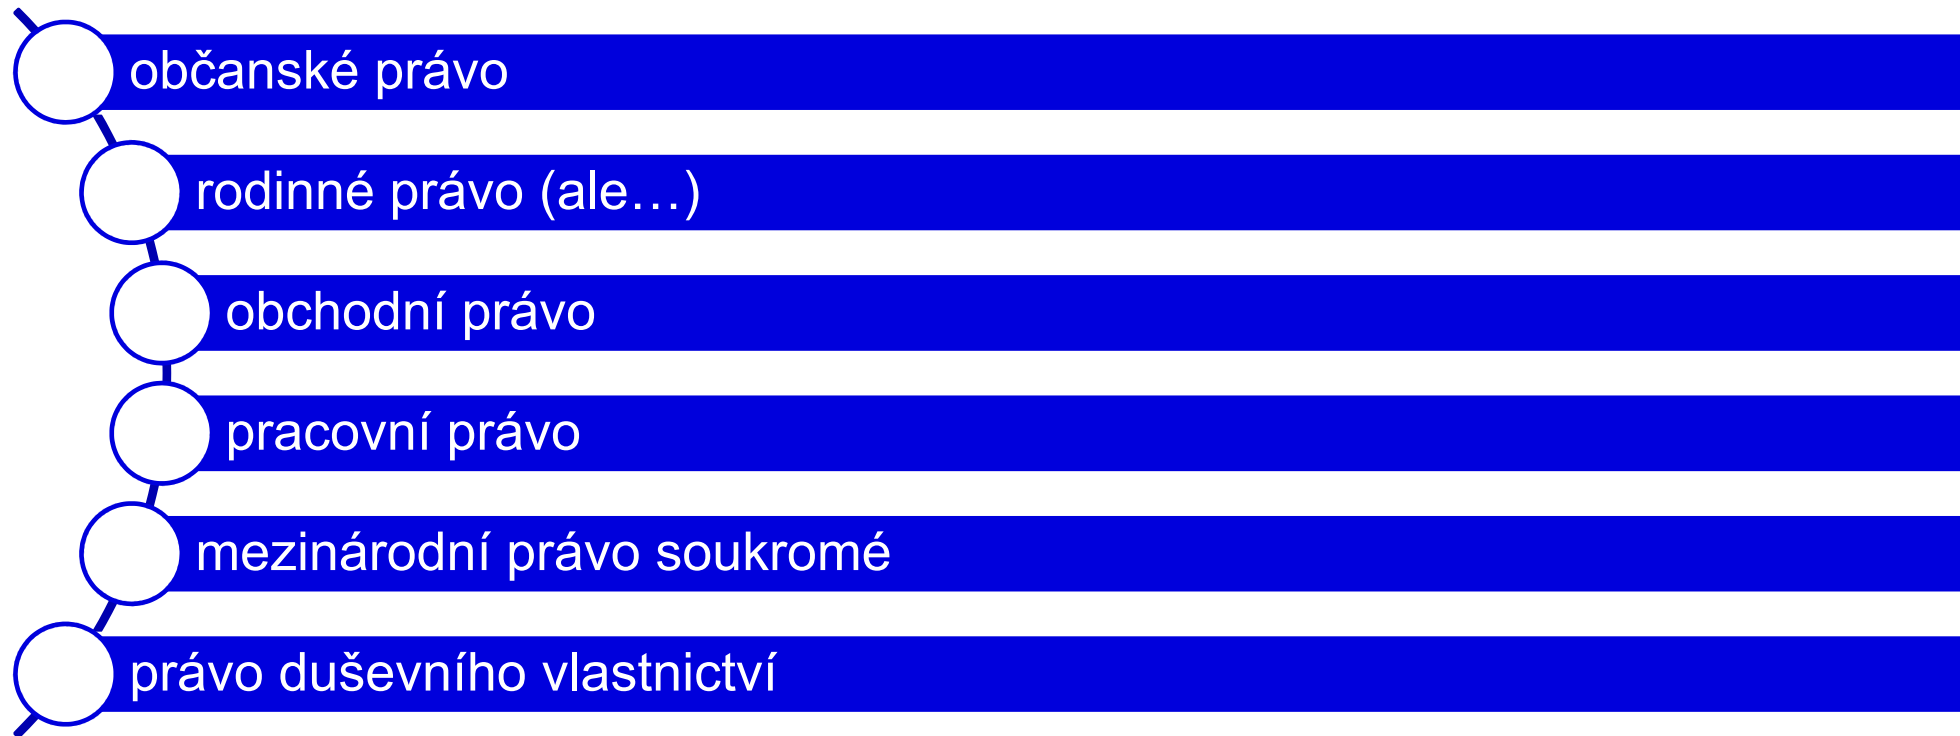 občanské právo
rodinné právo (ale…)
obchodní právo
pracovní právo
mezinárodní právo soukromé
právo duševního vlastnictví